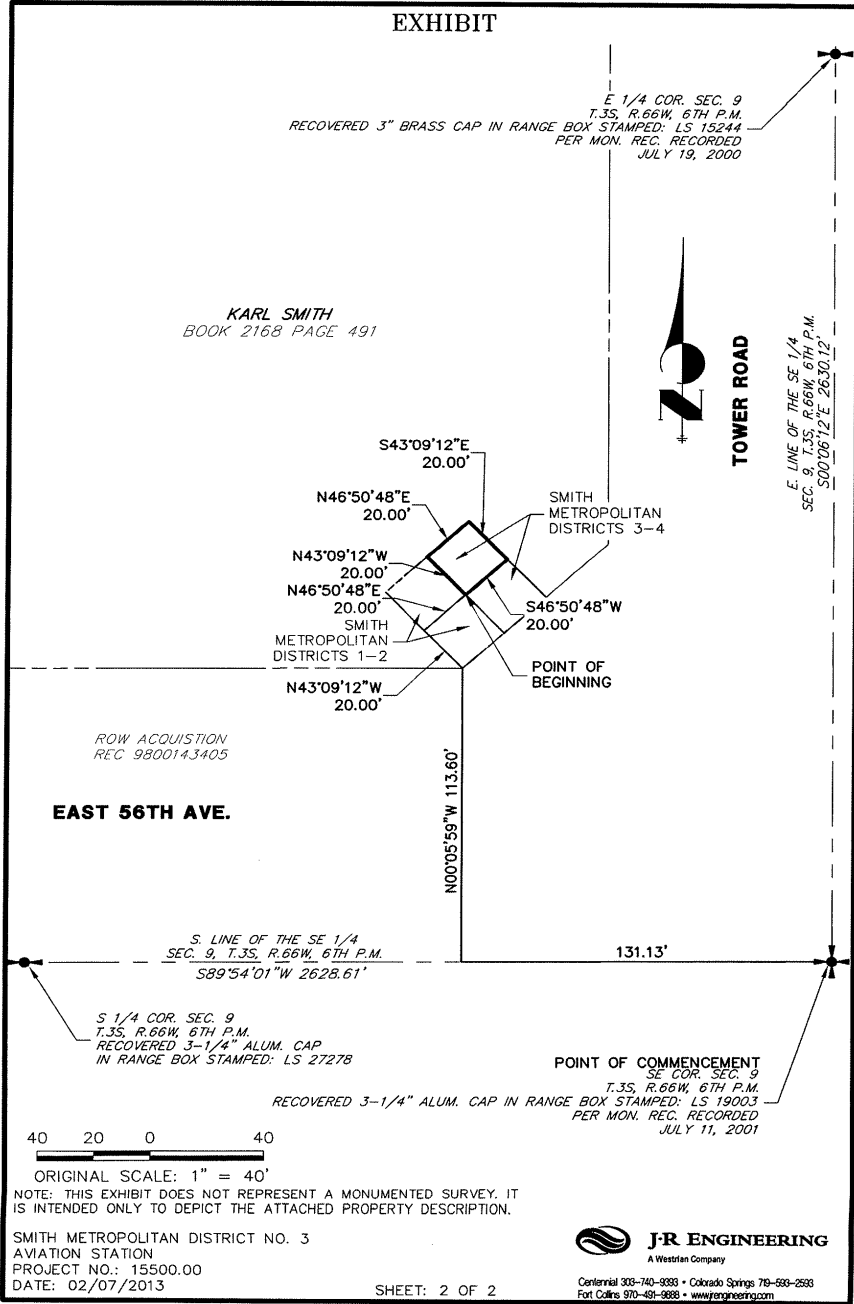 EXHIBIT
E 1/4 COR. SEC. 9
T.3S, R.66W, 6TH P.M.
RECOVERED 3" BRASS CAP IN RANGE BOX STAMPED: LS 15244
PER MON. REC. RECORDED
JULY 19, 2000
KARL SMITH
BOOK 2168 PAGE 491
TOWER ROAD
E. LINE OF THE SE 1/4
SEC. 9, T.3S, R.66W, 6TH P.M.
S00°06'12"E 2630.12'
N
S43°09'12"E
20.00'
N46°50'48"E
20.00'
SMITH
METROPOLITAN
DISTRICTS 3-4
N43°09'12"W
20.00'
N46°50'48"E
20.00'
S46°50'48"W
20.00'
SMITH
METROPOLITAN
DISTRICTS 1-2
POINT OF
BEGINNING
N43°09'12"W
20.00'
ROW ACQUISTION
REC 9800143405
EAST 56TH AVE.
N00°05'59"W 113.60'
S. LINE OF THE SE 1/4
SEC. 9, T.3S, R.66W, 6TH P.M.
S89°54'01"W 2628.61'
131.13'
S 1/4 COR. SEC. 9
T.3S, R.66W, 6TH P.M.
RECOVERED 3-1/4" ALUM. CAP
IN RANGE BOX STAMPED: LS 27278
POINT OF COMMENCEMENT
SE COR. SEC. 9
T.3S, R.66W, 6TH P.M.
RECOVERED 3-1/4" ALUM. CAP IN RANGE BOX STAMPED: LS 19003
PER MON. REC. RECORDED
JULY 11, 2001
40 20 0 40
ORIGINAL SCALE: 1" = 40'
NOTE: THIS EXHIBIT DOES NOT REPRESENT A MONUMENTED SURVEY. IT
IS INTENDED ONLY TO DEPICT THE ATTACHED PROPERTY DESCRIPTION.
SMITH METROPOLITAN DISTRICT NO. 3
AVIATION STATION
PROJECT NO.: 15500.00
DATE: 02/07/2013
SHEET: 2 OF 2
J·R ENGINEERING
A Westrian Company
Centennial 303-740-9393 • Colorado Springs 719-593-2593
Fort Collins 970-491-9888 • www.jrengineering.com